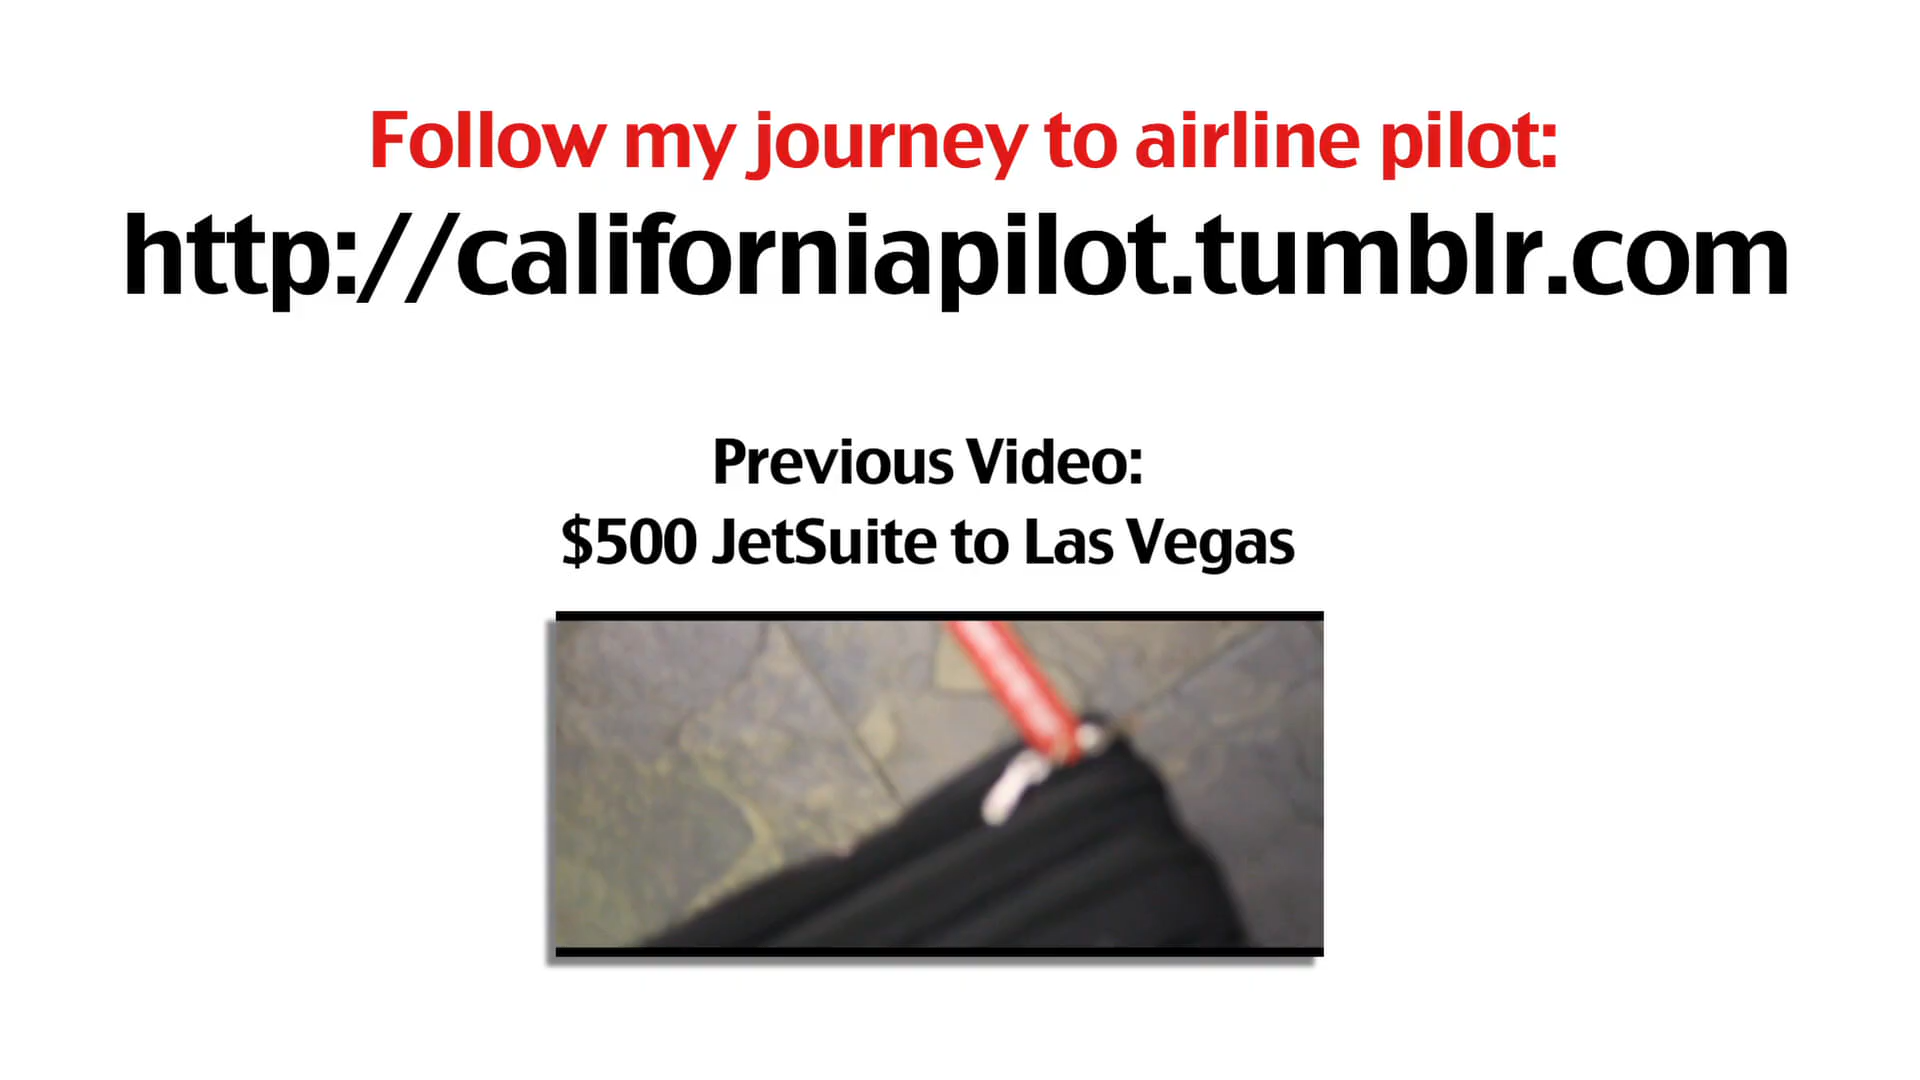 Follow my journey to airline pilot:
http://californiapilot.tumblr.com
Previous Video:
$500 JetSuite to Las Vegas